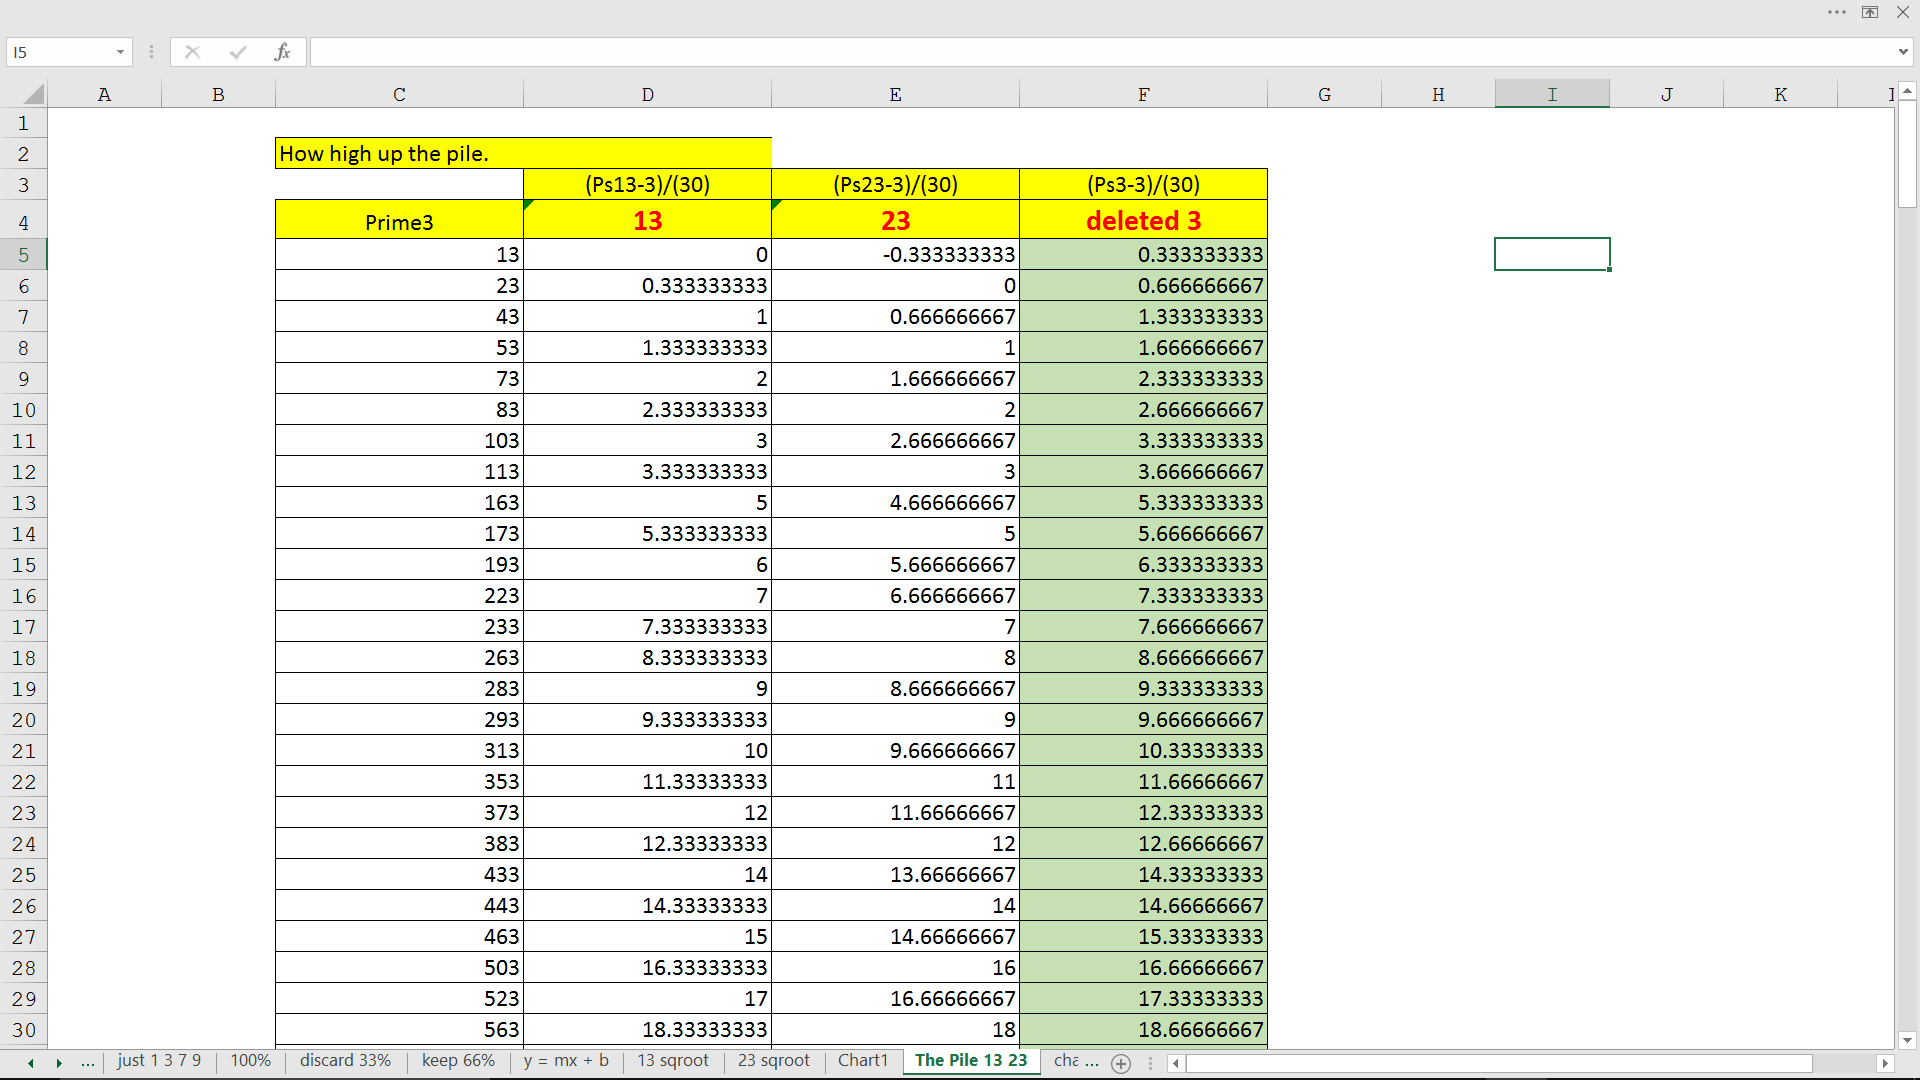 I5
fx
A B C D E F G H I J K
1
2 How high up the pile.
3 (Ps13-3)/(30) (Ps23-3)/(30) (Ps3-3)/(30)
4 Prime3 13 23 deleted 3
5 13 0 -0.333333333 0.333333333
6 23 0.333333333 0 0.666666667
7 43 1 0.666666667 1.333333333
8 53 1.333333333 1 1.666666667
9 73 2 1.666666667 2.333333333
10 83 2.333333333 2 2.666666667
11 103 3 2.666666667 3.333333333
12 113 3.333333333 3 3.666666667
13 163 5 4.666666667 5.333333333
14 173 5.333333333 5 5.666666667
15 193 6 5.666666667 6.333333333
16 223 7 6.666666667 7.333333333
17 233 7.333333333 7 7.666666667
18 263 8.333333333 8 8.666666667
19 283 9 8.666666667 9.333333333
20 293 9.333333333 9 9.666666667
21 313 10 9.666666667 10.33333333
22 353 11.33333333 11 11.66666667
23 373 12 11.66666667 12.33333333
24 383 12.33333333 12 12.66666667
25 433 14 13.66666667 14.33333333
26 443 14.33333333 14 14.66666667
27 463 15 14.66666667 15.33333333
28 503 16.33333333 16 16.66666667
29 523 17 16.66666667 17.33333333
30 563 18.33333333 18 18.66666667
... just 1 3 7 9 100% discard 33% keep 66% y = mx + b 13 sqroot 23 sqroot Chart1 The Pile 13 23 cha ...